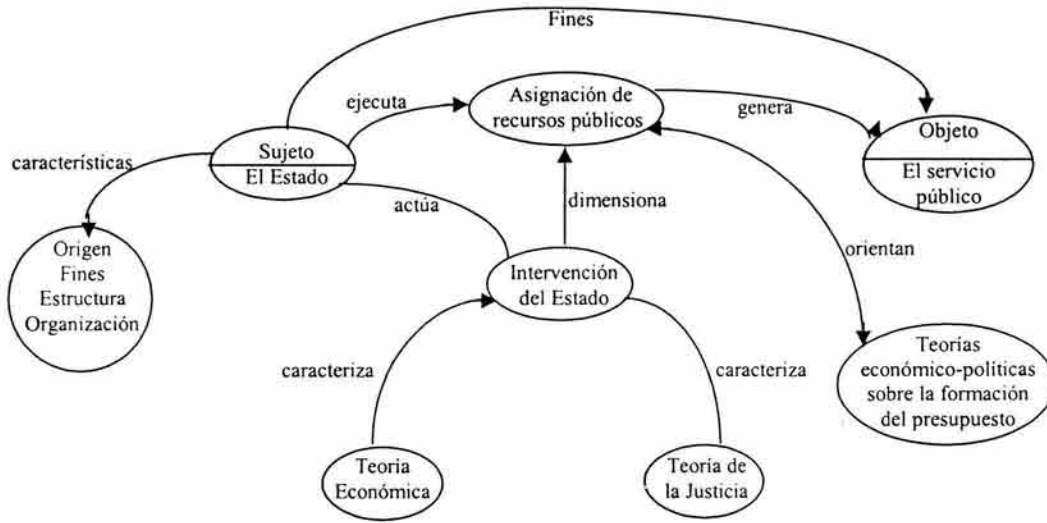 Fines
Asignación de
recursos públicos
ejecuta
genera
Objeto
El servicio
público
Sujeto
El Estado
características
actúa
dimensiona
Origen
Fines
Estructura
Organización
Intervención
del Estado
orientan
caracteriza
caracteriza
Teorías
económico-políticas
sobre la formación
del presupuesto
Teoria
Económica
Teoría de
la Justicia